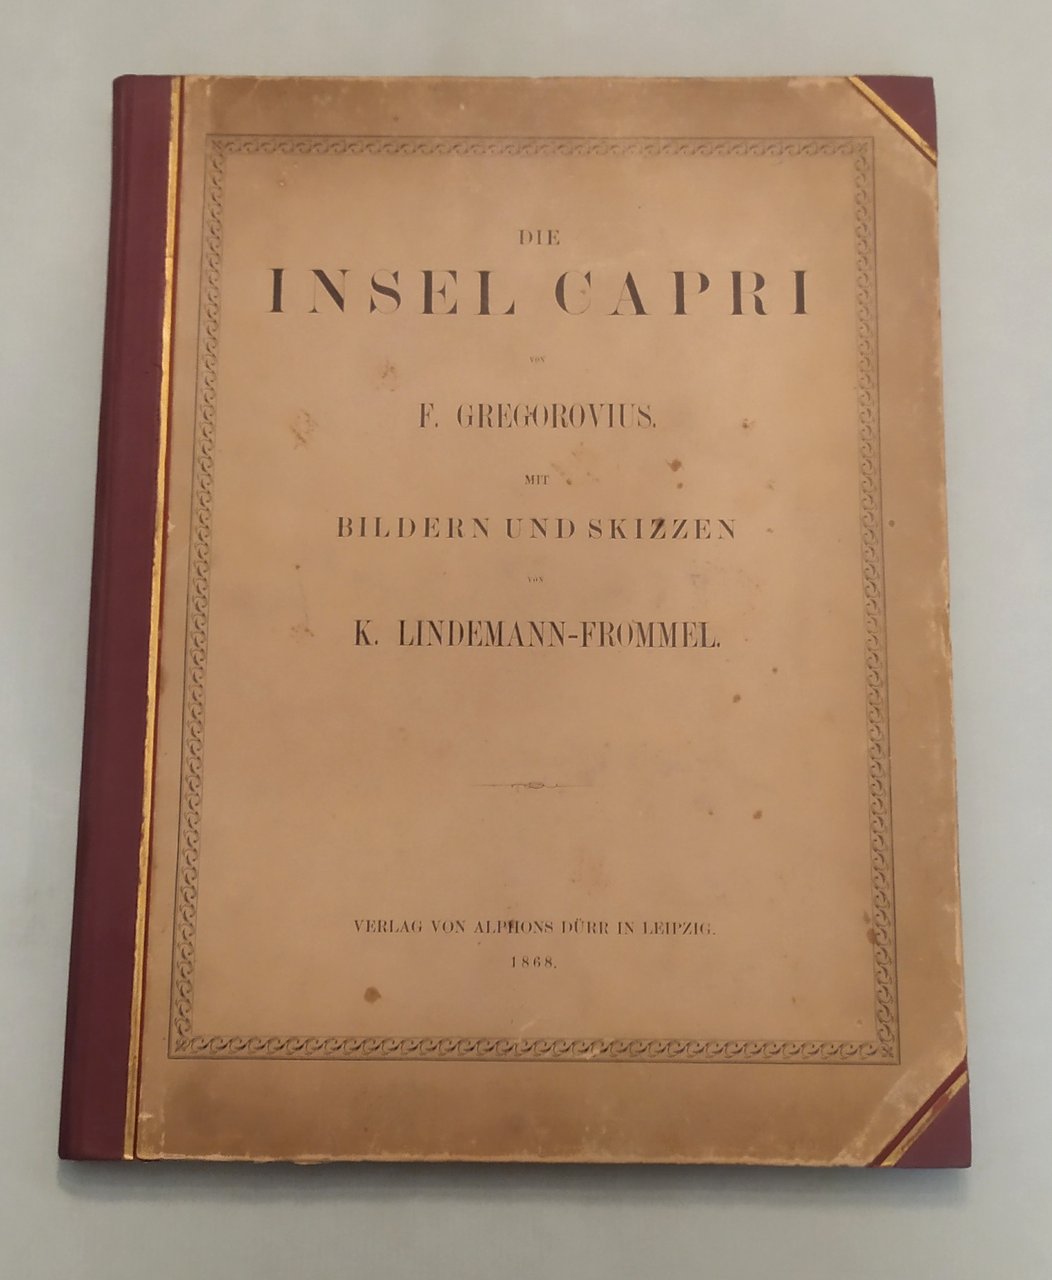 DIE
INSEL CAPRI
VON
F. GREGOROVIUS.
MIT
BILDERN UND SKIZZEN
VON
K. LINDEMANN-FROMMEL.
VERLAG VON ALPHONS DÜRR IN LEIPZIG.
1868.